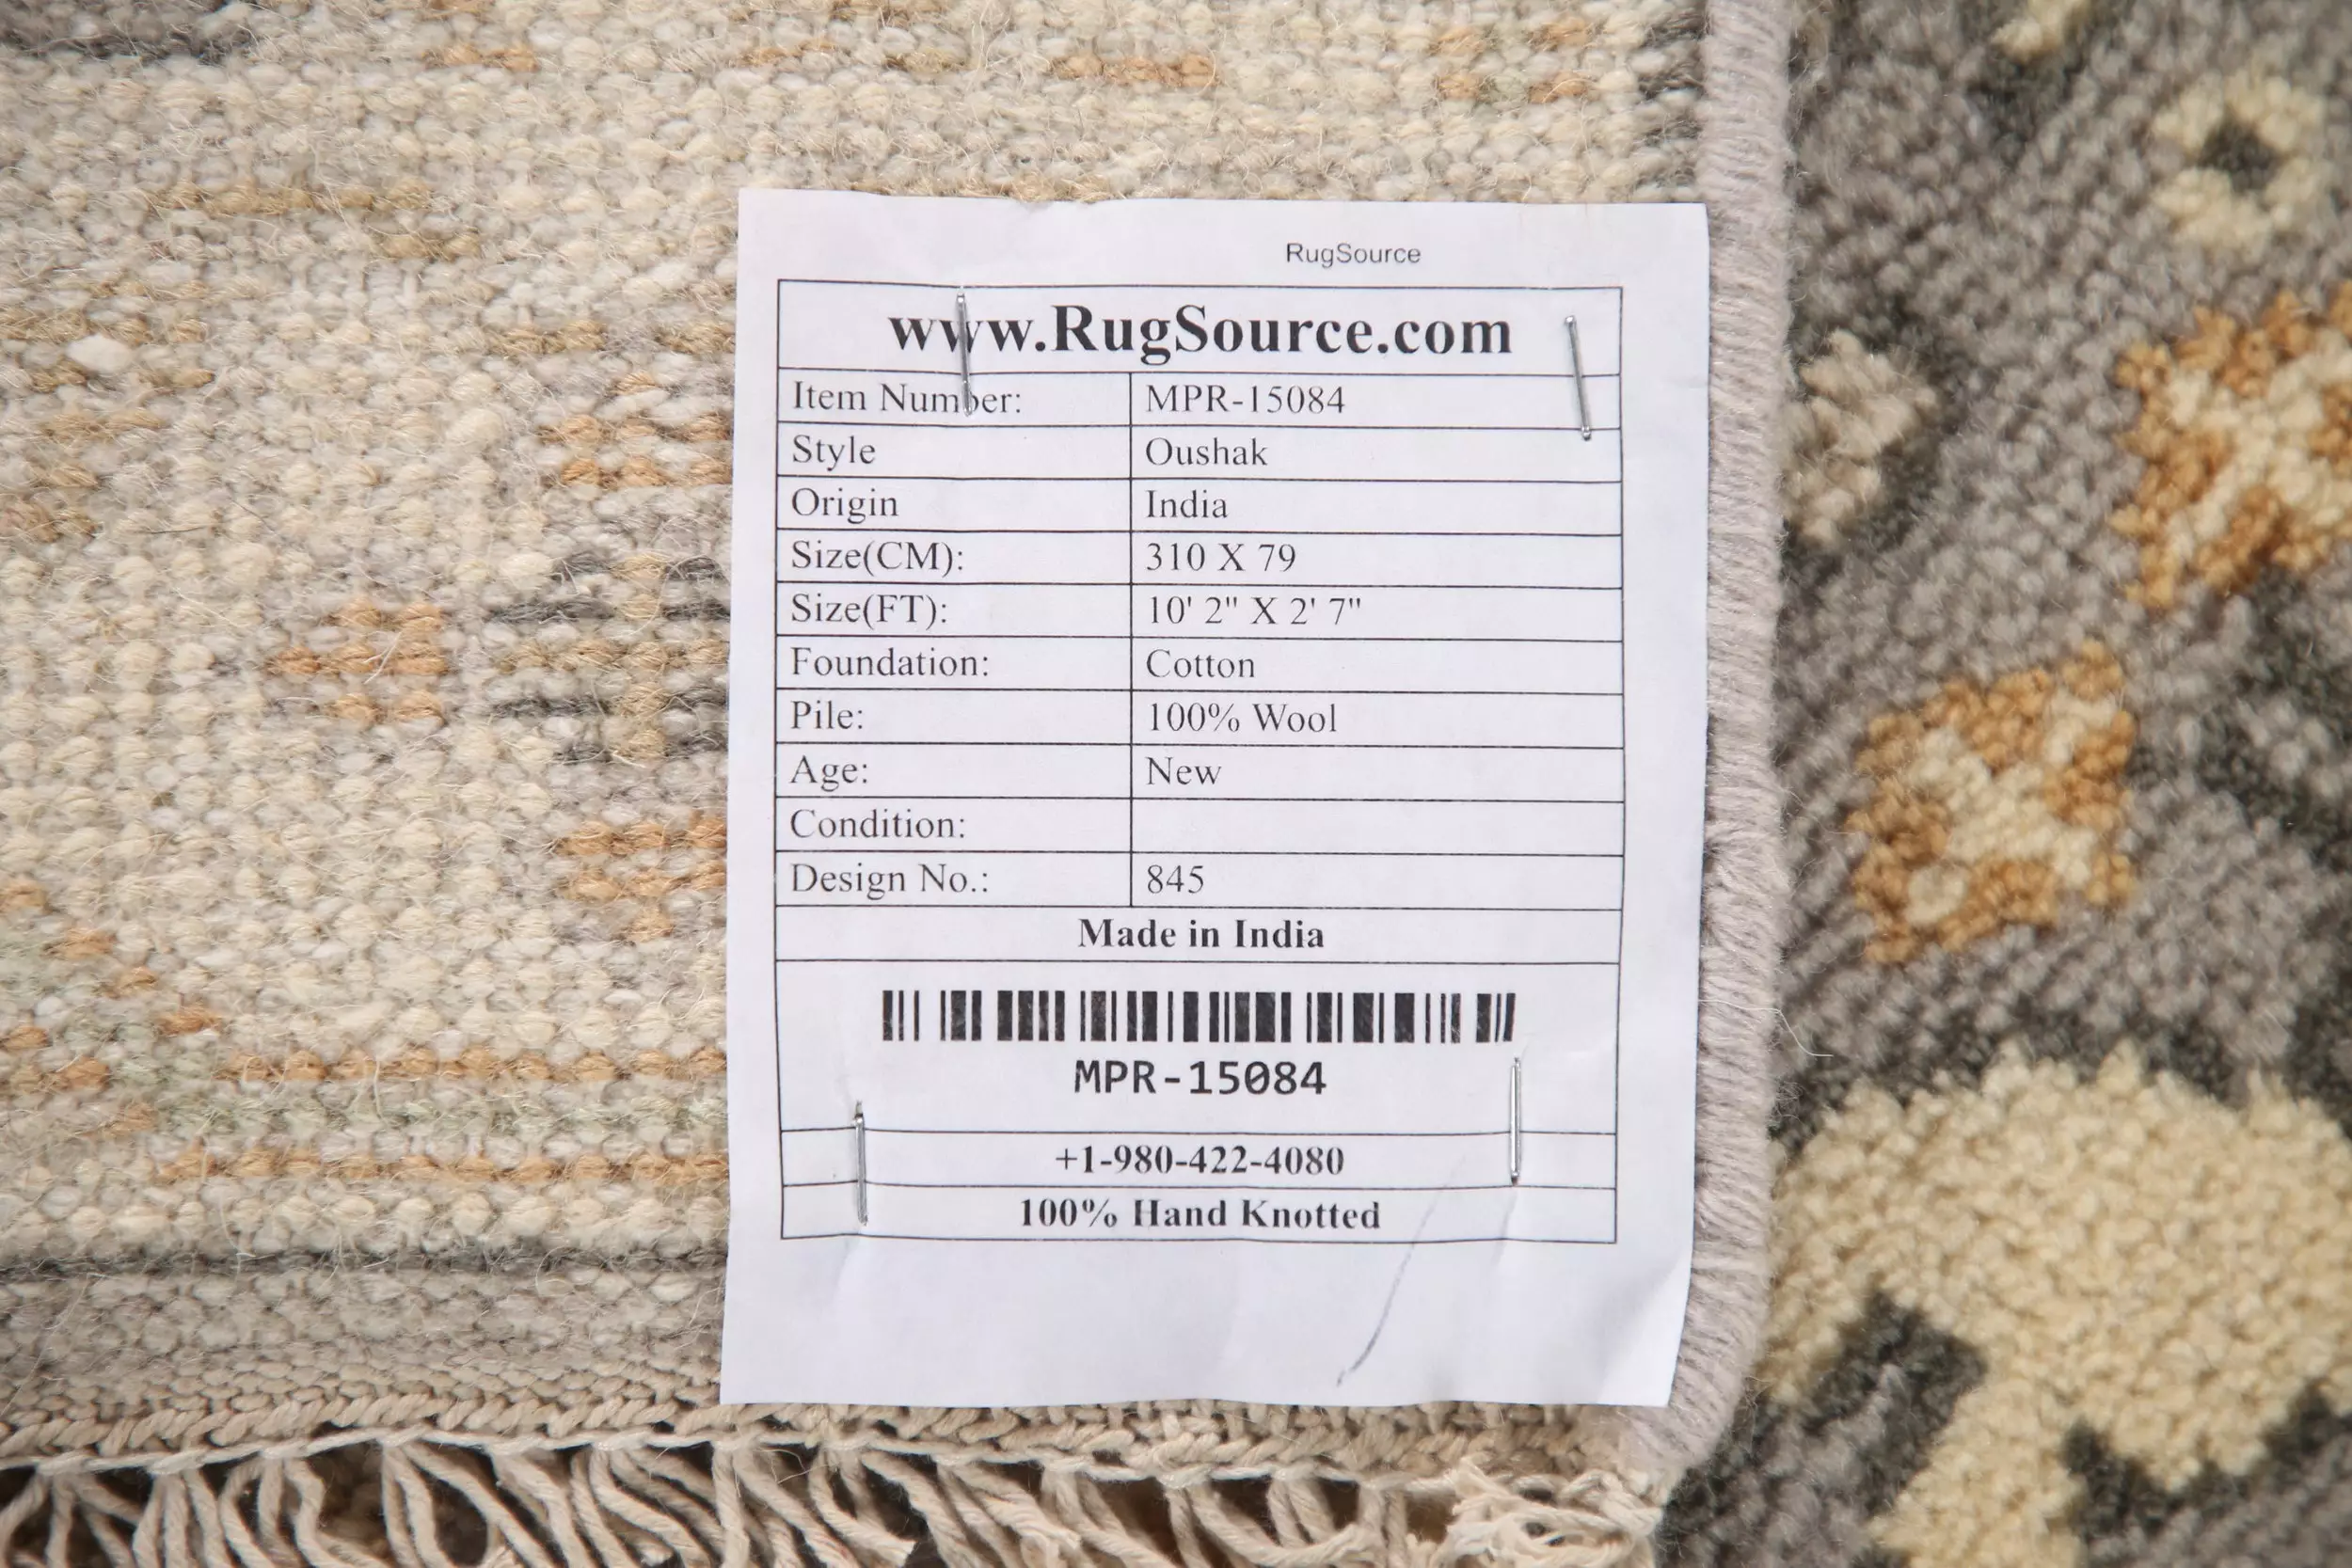 RugSource
www.RugSource.com
Item Number: MPR-15084
Style Oushak
Origin India
Size(CM): 310 X 79
Size(FT): 10' 2" X 2' 7"
Foundation: Cotton
Pile: 100% Wool
Age: New
Condition:
Design No.: 845
Made in India
MPR-15084
+1-980-422-4080
100% Hand Knotted